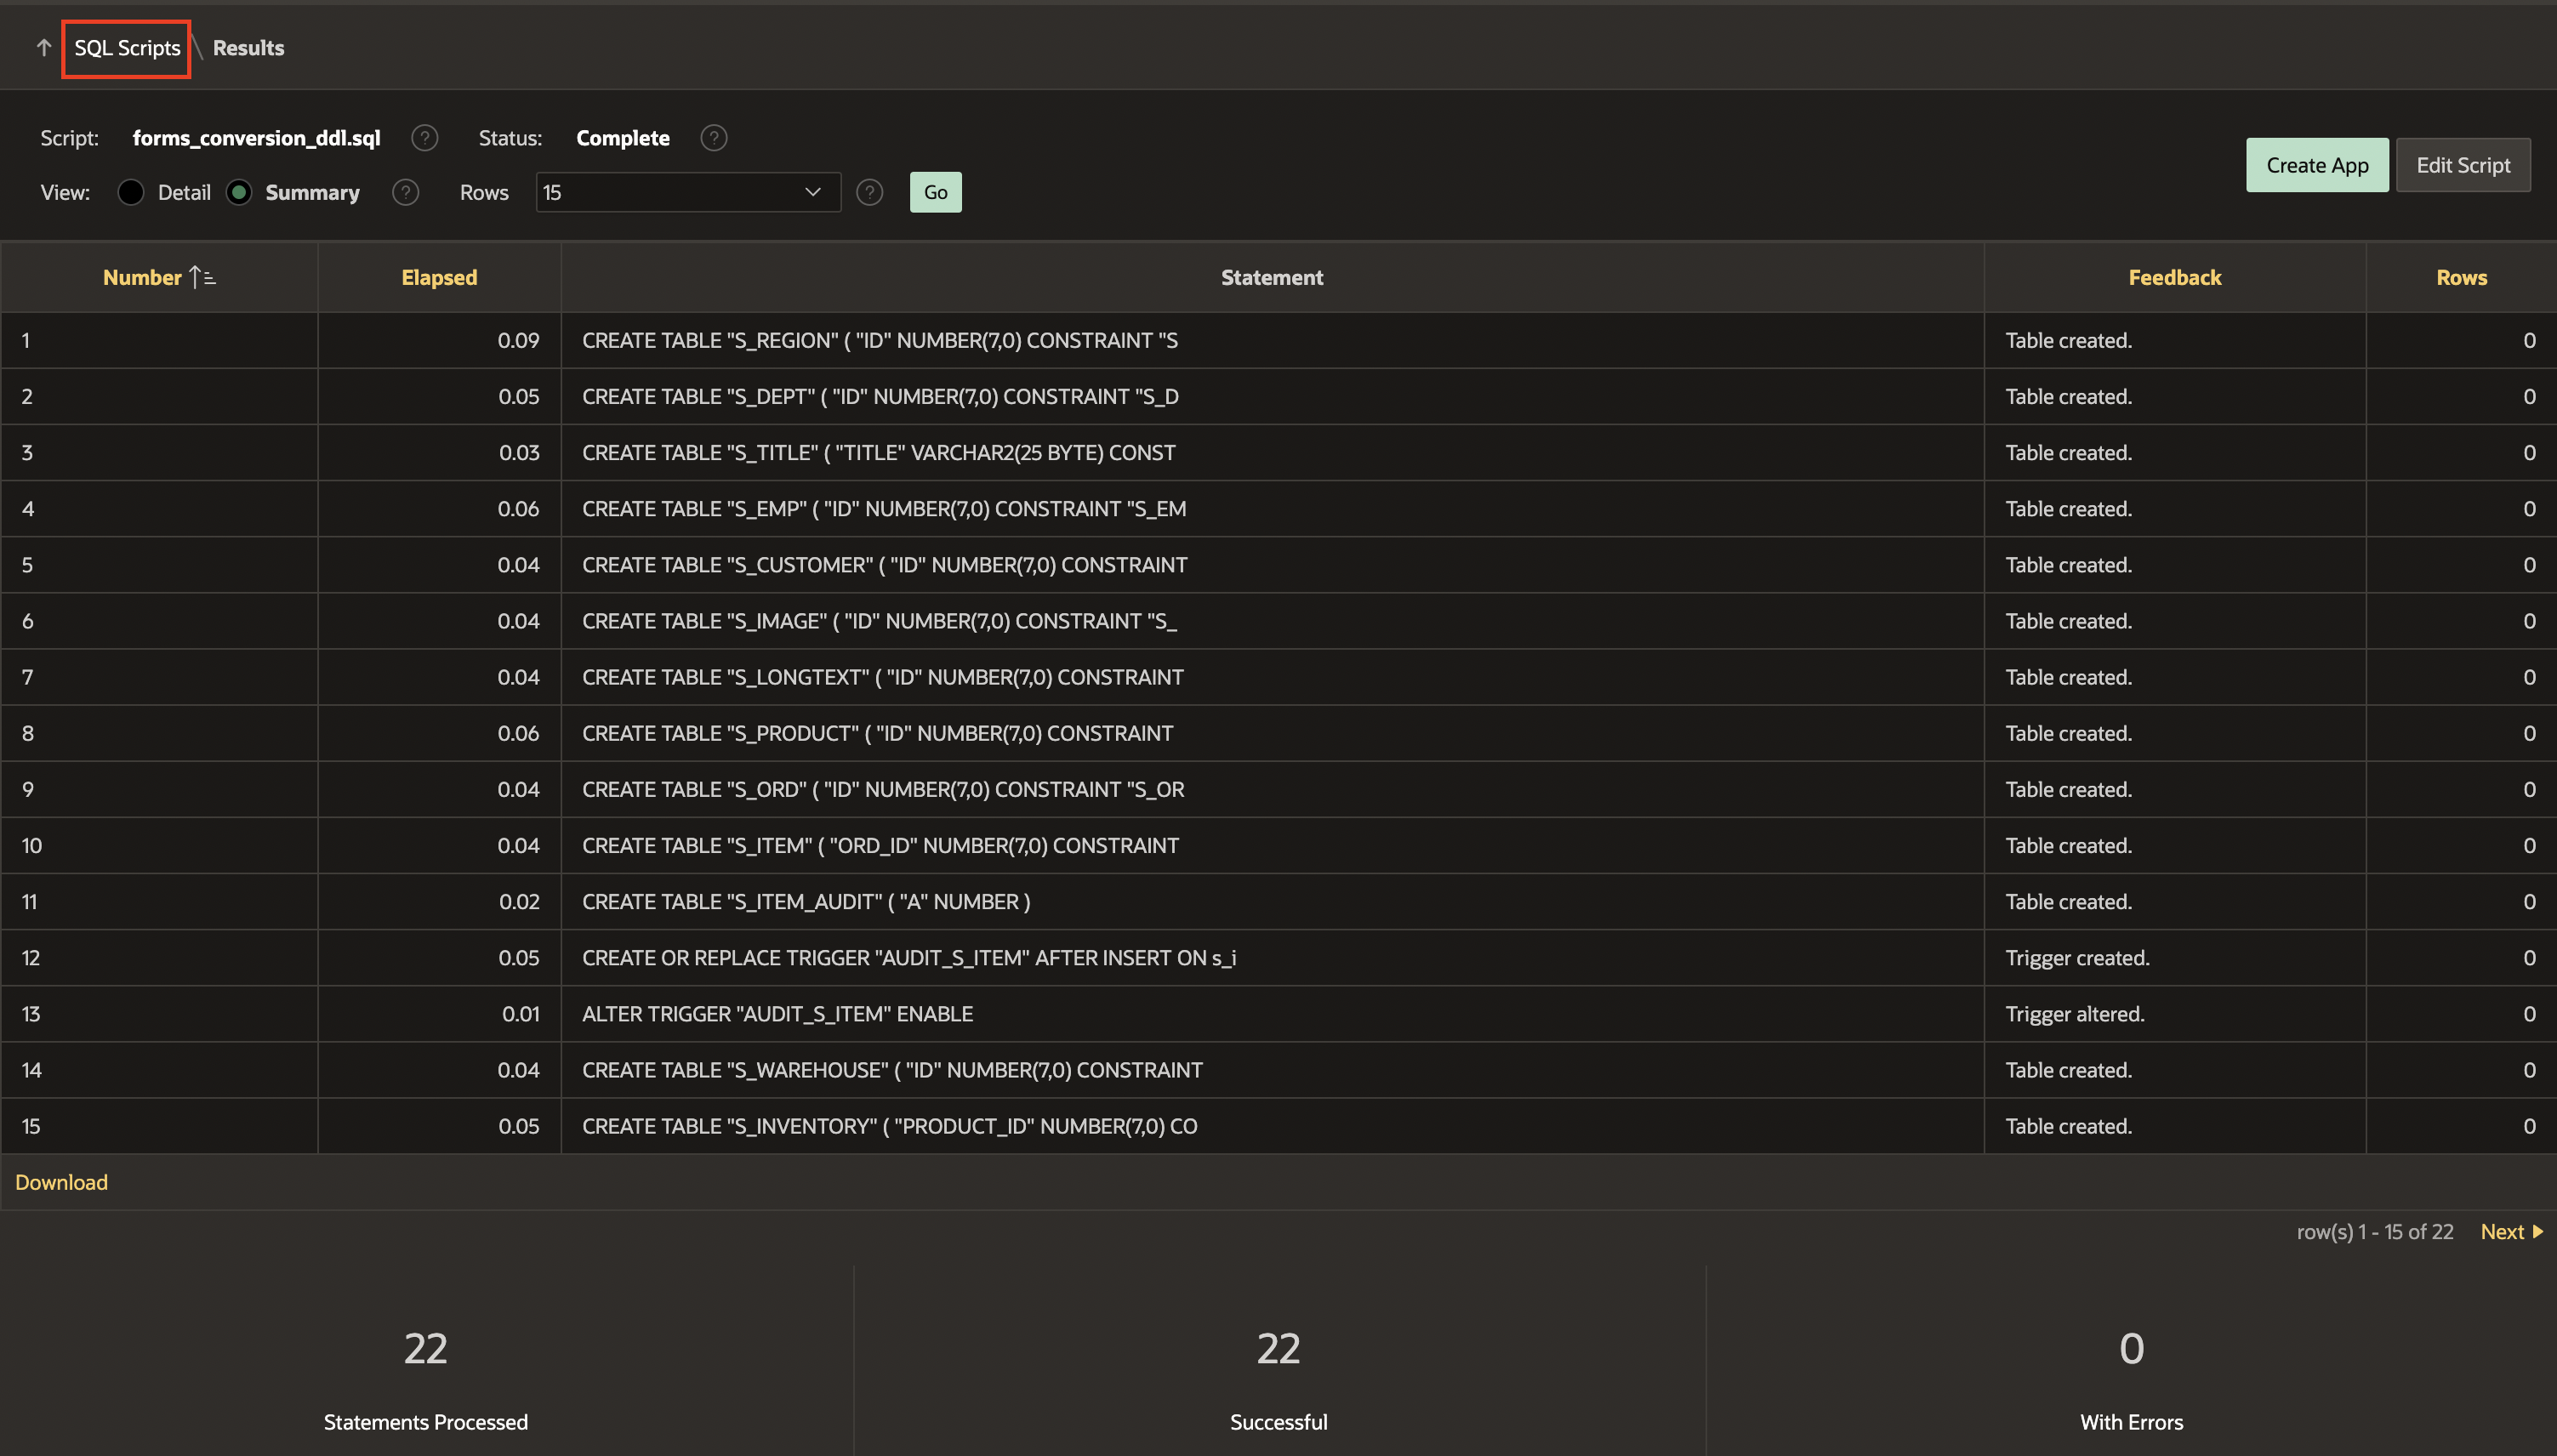 SQL Scripts \ Results
Script: forms_conversion_ddl.sql ? Status: Complete ?
View: Detail Summary ? Rows 15 ? Go
Create App Edit Script
Number Elapsed Statement Feedback Rows
1 0.09 CREATE TABLE "S_REGION" ( "ID" NUMBER(7,0) CONSTRAINT "S Table created. 0
2 0.05 CREATE TABLE "S_DEPT" ( "ID" NUMBER(7,0) CONSTRAINT "S_D Table created. 0
3 0.03 CREATE TABLE "S_TITLE" ( "TITLE" VARCHAR2(25 BYTE) CONST Table created. 0
4 0.06 CREATE TABLE "S_EMP" ( "ID" NUMBER(7,0) CONSTRAINT "S_EM Table created. 0
5 0.04 CREATE TABLE "S_CUSTOMER" ( "ID" NUMBER(7,0) CONSTRAINT Table created. 0
6 0.04 CREATE TABLE "S_IMAGE" ( "ID" NUMBER(7,0) CONSTRAINT "S_ Table created. 0
7 0.04 CREATE TABLE "S_LONGTEXT" ( "ID" NUMBER(7,0) CONSTRAINT Table created. 0
8 0.06 CREATE TABLE "S_PRODUCT" ( "ID" NUMBER(7,0) CONSTRAINT Table created. 0
9 0.04 CREATE TABLE "S_ORD" ( "ID" NUMBER(7,0) CONSTRAINT "S_OR Table created. 0
10 0.04 CREATE TABLE "S_ITEM" ( "ORD_ID" NUMBER(7,0) CONSTRAINT Table created. 0
11 0.02 CREATE TABLE "S_ITEM_AUDIT" ( "A" NUMBER ) Table created. 0
12 0.05 CREATE OR REPLACE TRIGGER "AUDIT_S_ITEM" AFTER INSERT ON s_i Trigger created. 0
13 0.01 ALTER TRIGGER "AUDIT_S_ITEM" ENABLE Trigger altered. 0
14 0.04 CREATE TABLE "S_WAREHOUSE" ( "ID" NUMBER(7,0) CONSTRAINT Table created. 0
15 0.05 CREATE TABLE "S_INVENTORY" ( "PRODUCT_ID" NUMBER(7,0) CO Table created. 0
Download
row(s) 1 - 15 of 22 Next
22 22 0
Statements Processed Successful With Errors